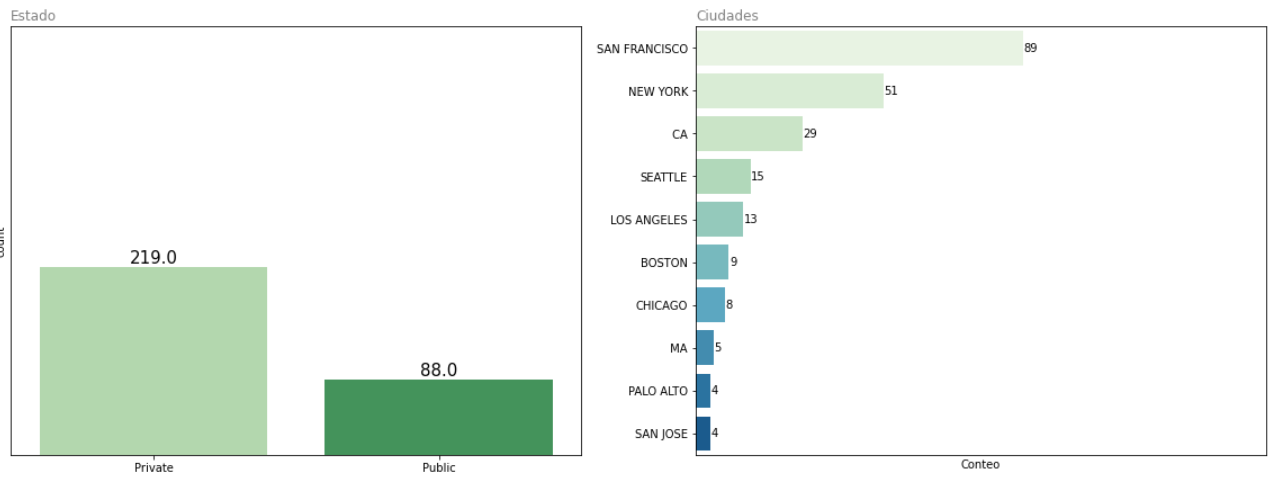 Estado
count
219.0
88.0
Private
Public
Ciudades
SAN FRANCISCO
89
NEW YORK
51
CA
29
SEATTLE
15
LOS ANGELES
13
BOSTON
9
CHICAGO
8
MA
5
PALO ALTO
4
SAN JOSE
4
Conteo